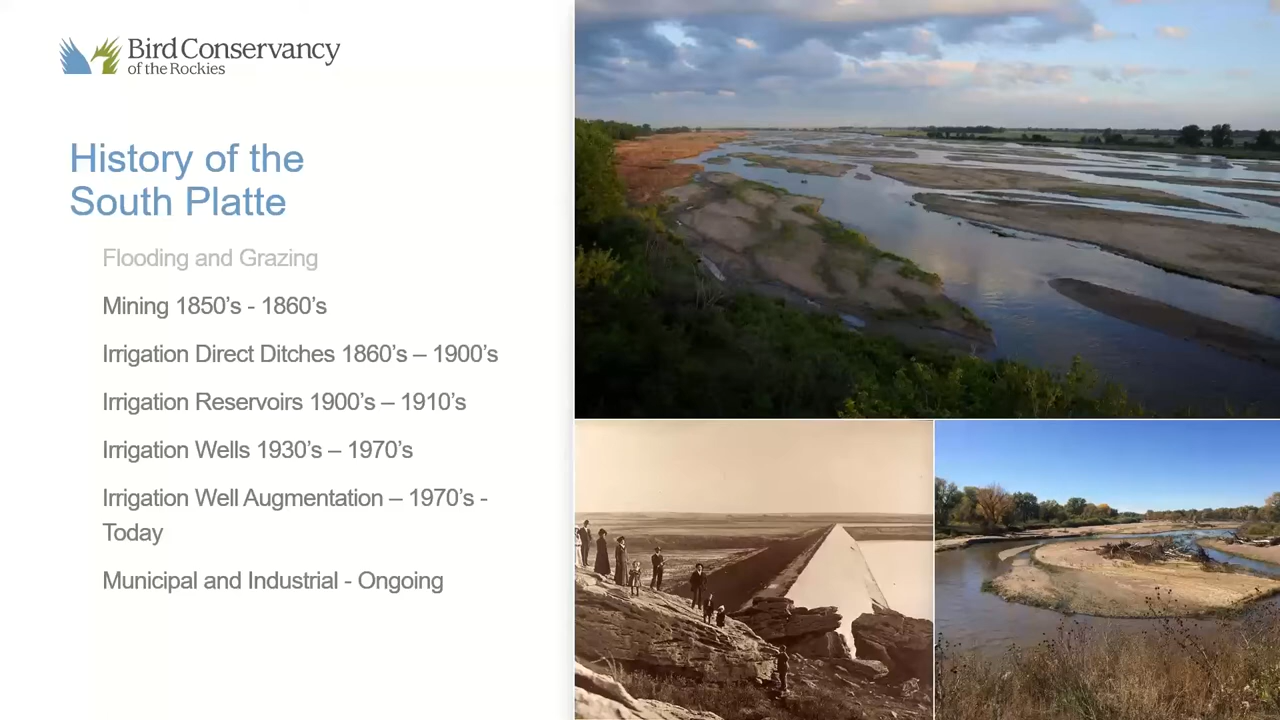 Bird Conservancy
of the Rockies
History of the
South Platte
Flooding and Grazing
Mining 1850’s - 1860’s
Irrigation Direct Ditches 1860’s – 1900’s
Irrigation Reservoirs 1900’s – 1910’s
Irrigation Wells 1930’s – 1970’s
Irrigation Well Augmentation – 1970’s -
Today
Municipal and Industrial - Ongoing